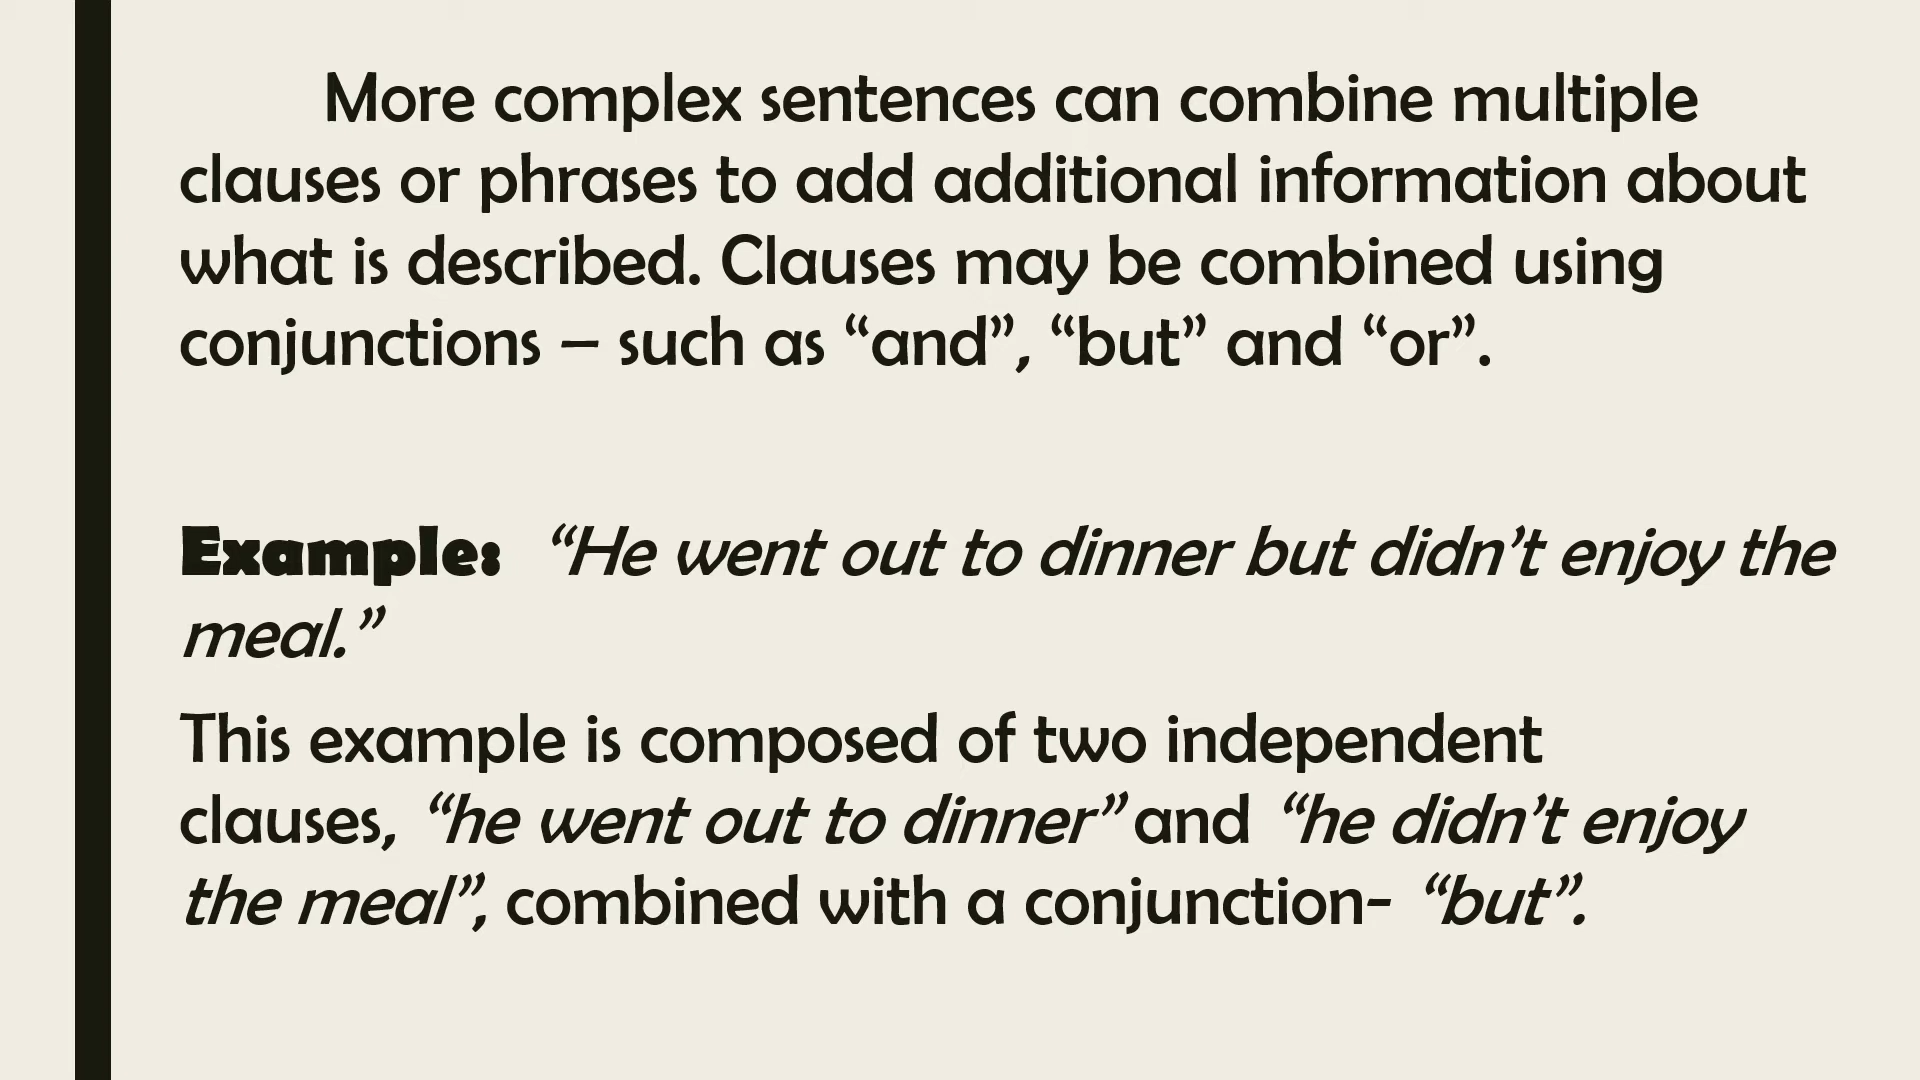 More complex sentences can combine multiple
clauses or phrases to add additional information about
what is described. Clauses may be combined using
conjunctions – such as “and”, “but” and “or”.
Example: “He went out to dinner but didn’t enjoy the
meal.”
This example is composed of two independent
clauses, “he went out to dinner” and “he didn’t enjoy
the meal”, combined with a conjunction- “but”.